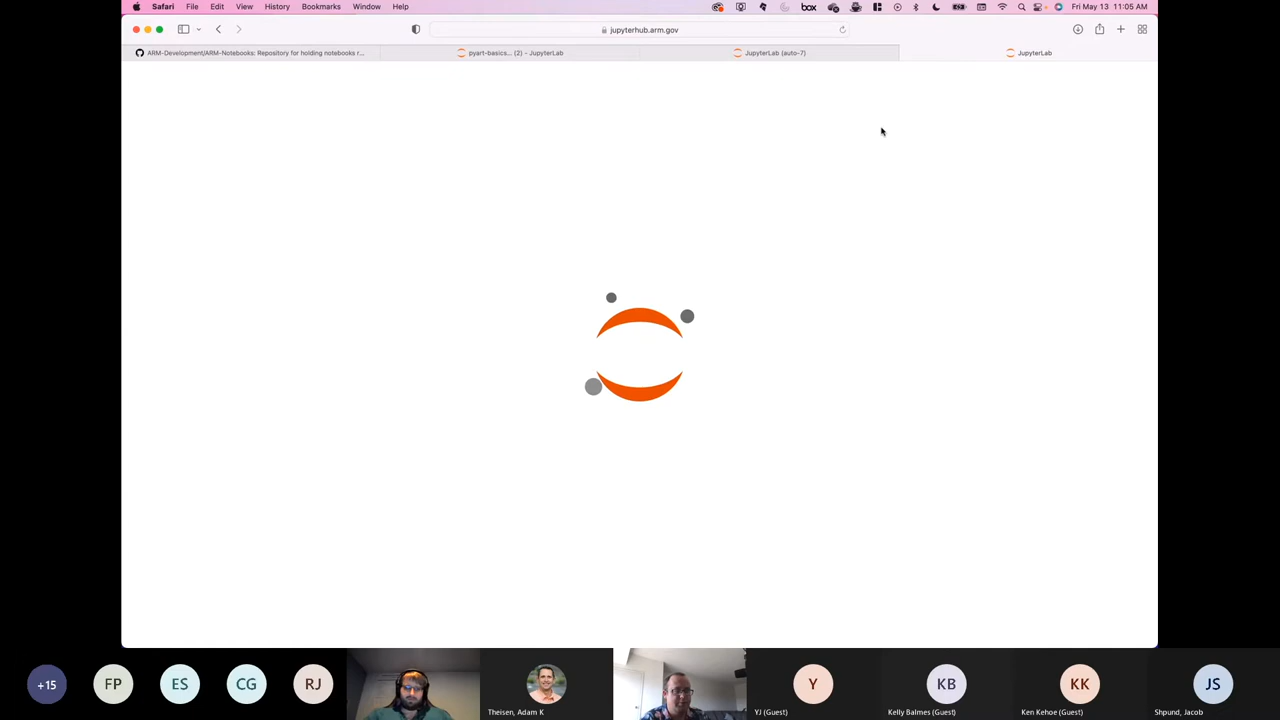 Safari File Edit View History Bookmarks Window Help
box
Fri May 13 11:05 AM
jupyterhub.arm.gov
ARM-Development/ARM-Notebooks: Repository for holding notebooks r...
pyart-basics... (2) - JupyterLab
JupyterLab (auto-7)
JupyterLab
+15
FP
ES
CG
RJ
Theisen, Adam K
Y
YJ (Guest)
KB
Kelly Balmes (Guest)
KK
Ken Kehoe (Guest)
JS
Shpund, Jacob